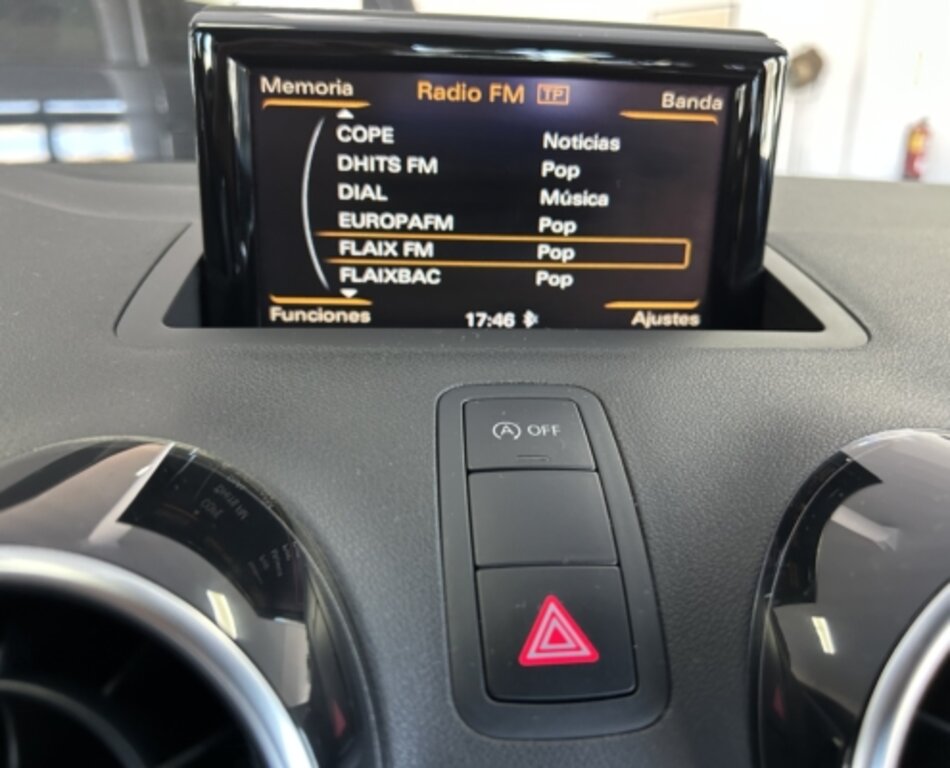 Memoria Radio FM TP Banda
COPE Noticias
DHITS FM Pop
DIAL Música
EUROPAFM Pop
FLAIX FM Pop
FLAIXBAC Pop
Funciones 17:46 Ajustes
A OFF